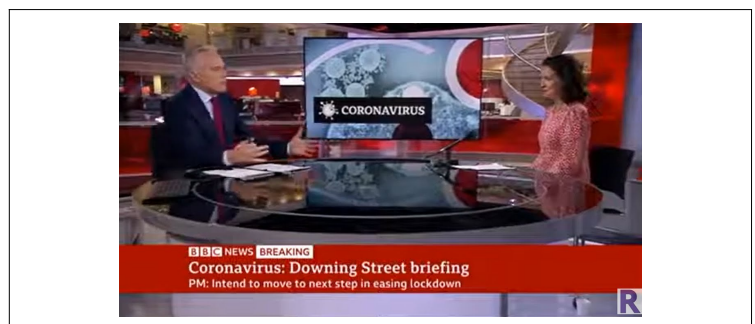 CORONAVIRUS
BBC NEWS BREAKING
Coronavirus: Downing Street briefing
PM: Intend to move to next step in easing lockdown
R